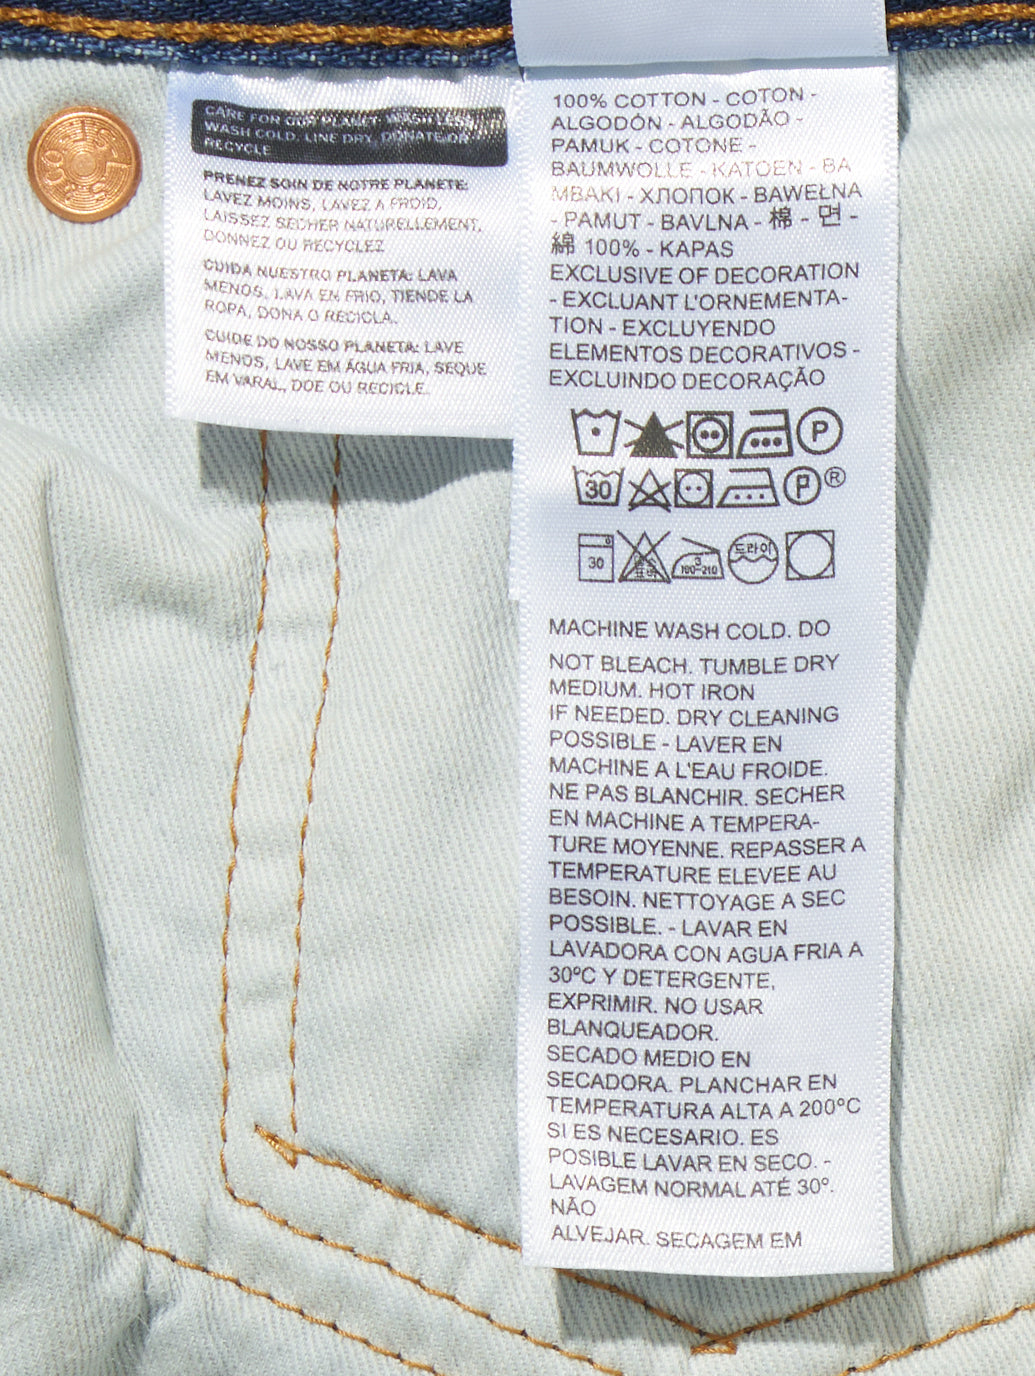 CARE FOR OUR PLANET: WASH LESS,
WASH COLD, LINE DRY, DONATE OR
RECYCLE
PRENEZ SOIN DE NOTRE PLANETE:
LAVEZ MOINS, LAVEZ A FROID,
LAISSEZ SECHER NATURELLEMENT,
DONNEZ OU RECYCLEZ
CUIDA NUESTRO PLANETA: LAVA
MENOS, LAVA EN FRIO, TIENDE LA
ROPA, DONA O RECICLA.
CUIDE DO NOSSO PLANETA: LAVE
MENOS, LAVE EM ÁGUA FRIA, SEQUE
EM VARAL, DOE OU RECICLE.
100% COTTON - COTON -
ALGODÓN - ALGODÃO -
PAMUK - COTONE -
BAUMWOLLE - KATOEN - BA
MBAKI - ХЛОПОК - BAWEŁNA
- PAMUT - BAVLNA - 棉 - 면 -
綿 100% - KAPAS
EXCLUSIVE OF DECORATION
- EXCLUANT L'ORNEMENTA-
TION - EXCLUYENDO
ELEMENTOS DECORATIVOS -
EXCLUINDO DECORAÇÃO
P
30 P ®
30 3 180-210 드라이
MACHINE WASH COLD. DO
NOT BLEACH. TUMBLE DRY
MEDIUM. HOT IRON
IF NEEDED. DRY CLEANING
POSSIBLE - LAVER EN
MACHINE A L'EAU FROIDE.
NE PAS BLANCHIR. SECHER
EN MACHINE A TEMPERA-
TURE MOYENNE. REPASSER A
TEMPERATURE ELEVEE AU
BESOIN. NETTOYAGE A SEC
POSSIBLE. - LAVAR EN
LAVADORA CON AGUA FRIA A
30ºC Y DETERGENTE,
EXPRIMIR. NO USAR
BLANQUEADOR.
SECADO MEDIO EN
SECADORA. PLANCHAR EN
TEMPERATURA ALTA A 200ºC
SI ES NECESARIO. ES
POSIBLE LAVAR EN SECO. -
LAVAGEM NORMAL ATÉ 30º.
NÃO
ALVEJAR. SECAGEM EM